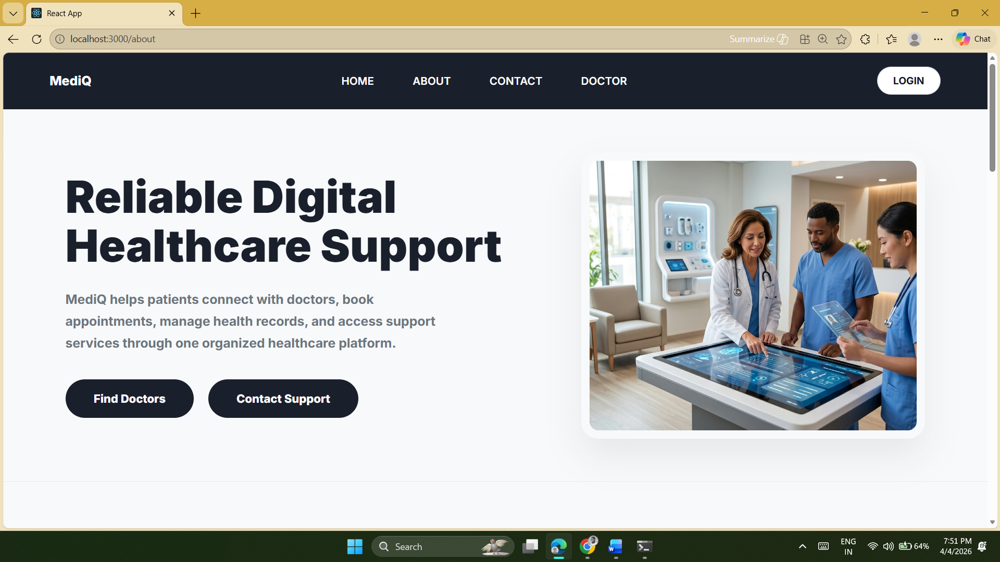 React App
localhost:3000/about
Summarize
Chat
MediQ
HOME
ABOUT
CONTACT
DOCTOR
LOGIN
Reliable Digital
Healthcare Support
MediQ helps patients connect with doctors, book
appointments, manage health records, and access support
services through one organized healthcare platform.
Find Doctors
Contact Support
Search
ENG
IN
64%
7:51 PM
4/4/2026